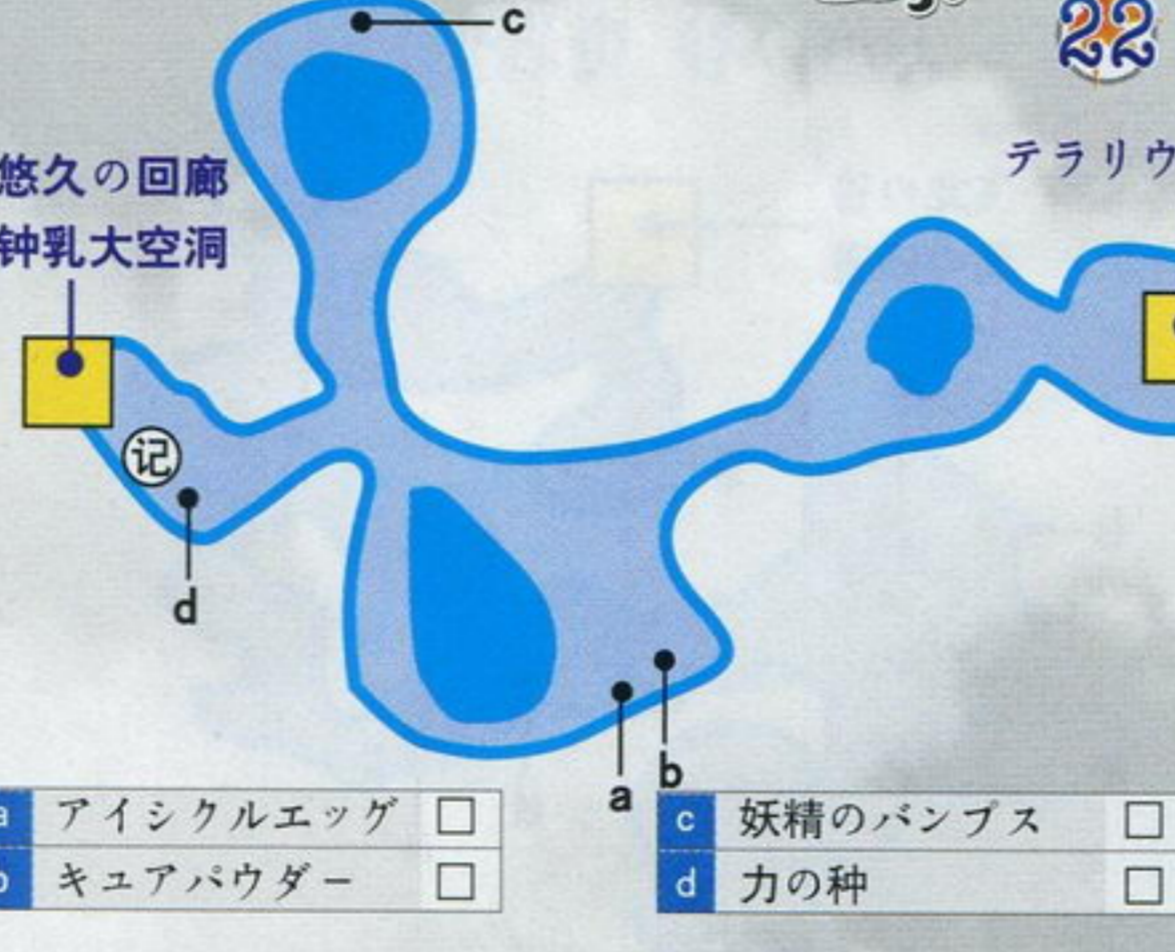 c
22
悠久の回廊
钟乳大空洞
テラリウ
记
d
b
a
a アイシクルエッグ □
b キュアパウダー □
c 妖精のバンプス □
d 力の種 □